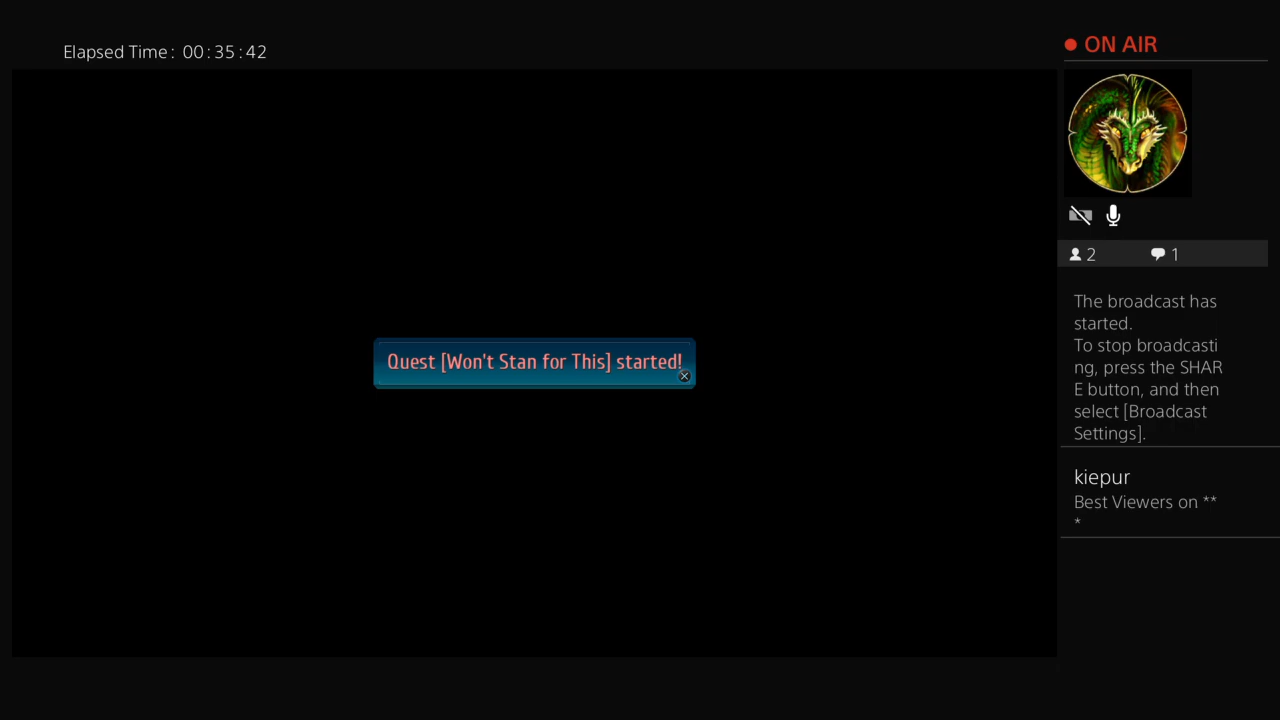 Elapsed Time: 00:35:42
ON AIR
2
1
Quest [Won't Stan for This] started!
The broadcast has
started.
To stop broadcasti
ng, press the SHAR
E button, and then
select [Broadcast
Settings].
kiepur
Best Viewers on **
*